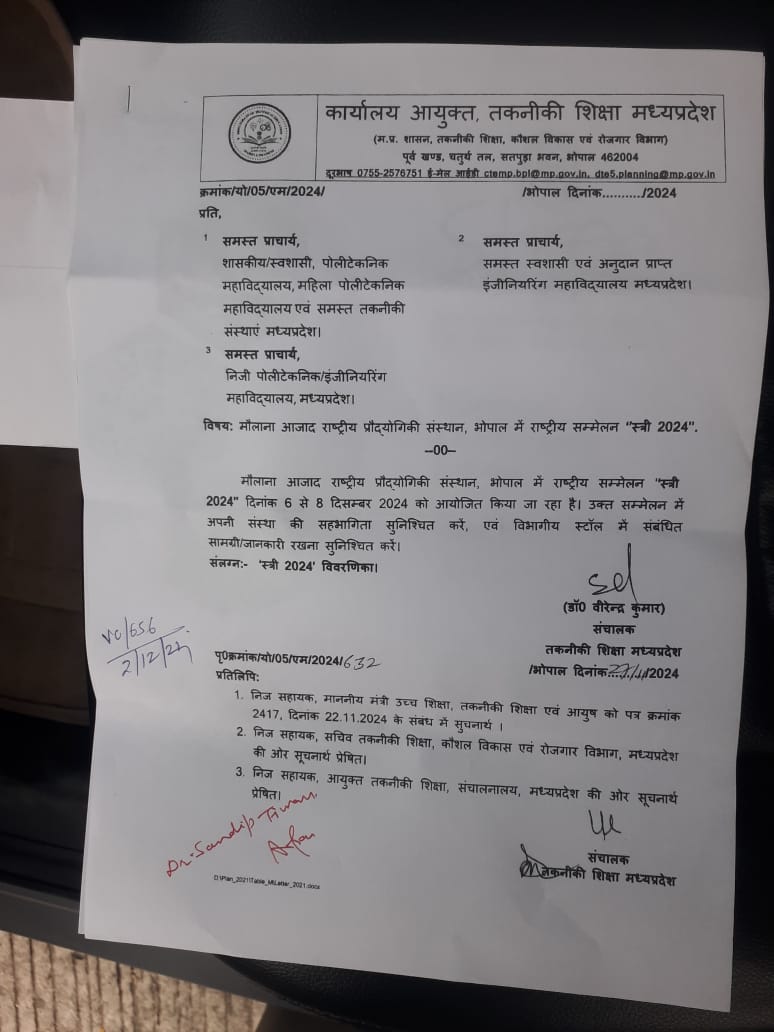 कार्यालय आयुक्त, तकनीकी शिक्षा मध्यप्रदेश
(म.प्र. शासन, तकनीकी शिक्षा, कौशल विकास एवं रोजगार विभाग)
पूर्व खण्ड, चतुर्थ तल, सतपुड़ा भवन, भोपाल 462004
दूरभाष 0755-2576751 ई-मेल आईडी ctemp.bpl@mp.gov.in, dte5.planning@mp.gov.in
क्रमांक/यो/05/एम/2024/ /भोपाल दिनांक........../2024
प्रति,
1 समस्त प्राचार्य,
शासकीय/स्वशासी, पोलीटेकनिक
महाविद्यालय, महिला पोलीटेकनिक
महाविद्यालय एवं समस्त तकनीकी
संस्थाएं मध्यप्रदेश।
2 समस्त प्राचार्य,
समस्त स्वशासी एवं अनुदान प्राप्त
इंजीनियरिंग महाविद्यालय मध्यप्रदेश।
3 समस्त प्राचार्य,
निजी पोलीटेकनिक/इंजीनियरिंग
महाविद्यालय, मध्यप्रदेश।
विषय: मौलाना आजाद राष्ट्रीय प्रौद्योगिकी संस्थान, भोपाल में राष्ट्रीय सम्मेलन "स्त्री 2024".
--00--
मौलाना आजाद राष्ट्रीय प्रौद्योगिकी संस्थान, भोपाल में राष्ट्रीय सम्मेलन "स्त्री
2024" दिनांक 6 से 8 दिसम्बर 2024 को आयोजित किया जा रहा है। उक्त सम्मेलन में
अपनी संस्था की सहभागिता सुनिश्चित करें, एवं विभागीय स्टॉल में संबंधित
सामग्री/जानकारी रखना सुनिश्चित करें।
संलग्न:- 'स्त्री 2024' विवरणिका।
sd
(डॉ0 वीरेन्द्र कुमार)
संचालक
तकनीकी शिक्षा मध्यप्रदेश
/656
2/12/24
पृ0क्रमांक/यो/05/एम/2024/632 /भोपाल दिनांक 27/11/2024
प्रतिलिपि:
1. निज सहायक, माननीय मंत्री उच्च शिक्षा, तकनीकी शिक्षा एवं आयुष को पत्र क्रमांक
2417, दिनांक 22.11.2024 के संबंध में सूचनार्थ ।
2. निज सहायक, सचिव तकनीकी शिक्षा, कौशल विकास एवं रोजगार विभाग, मध्यप्रदेश
की ओर सूचनार्थ प्रेषित।
3. निज सहायक, आयुक्त तकनीकी शिक्षा, संचालनालय, मध्यप्रदेश की ओर सूचनार्थ
प्रेषित।
Dr. Sandip Tiwari
संचालक
तकनीकी शिक्षा मध्यप्रदेश
D:\Plan_2021\Table_M\Letter_2021.docx